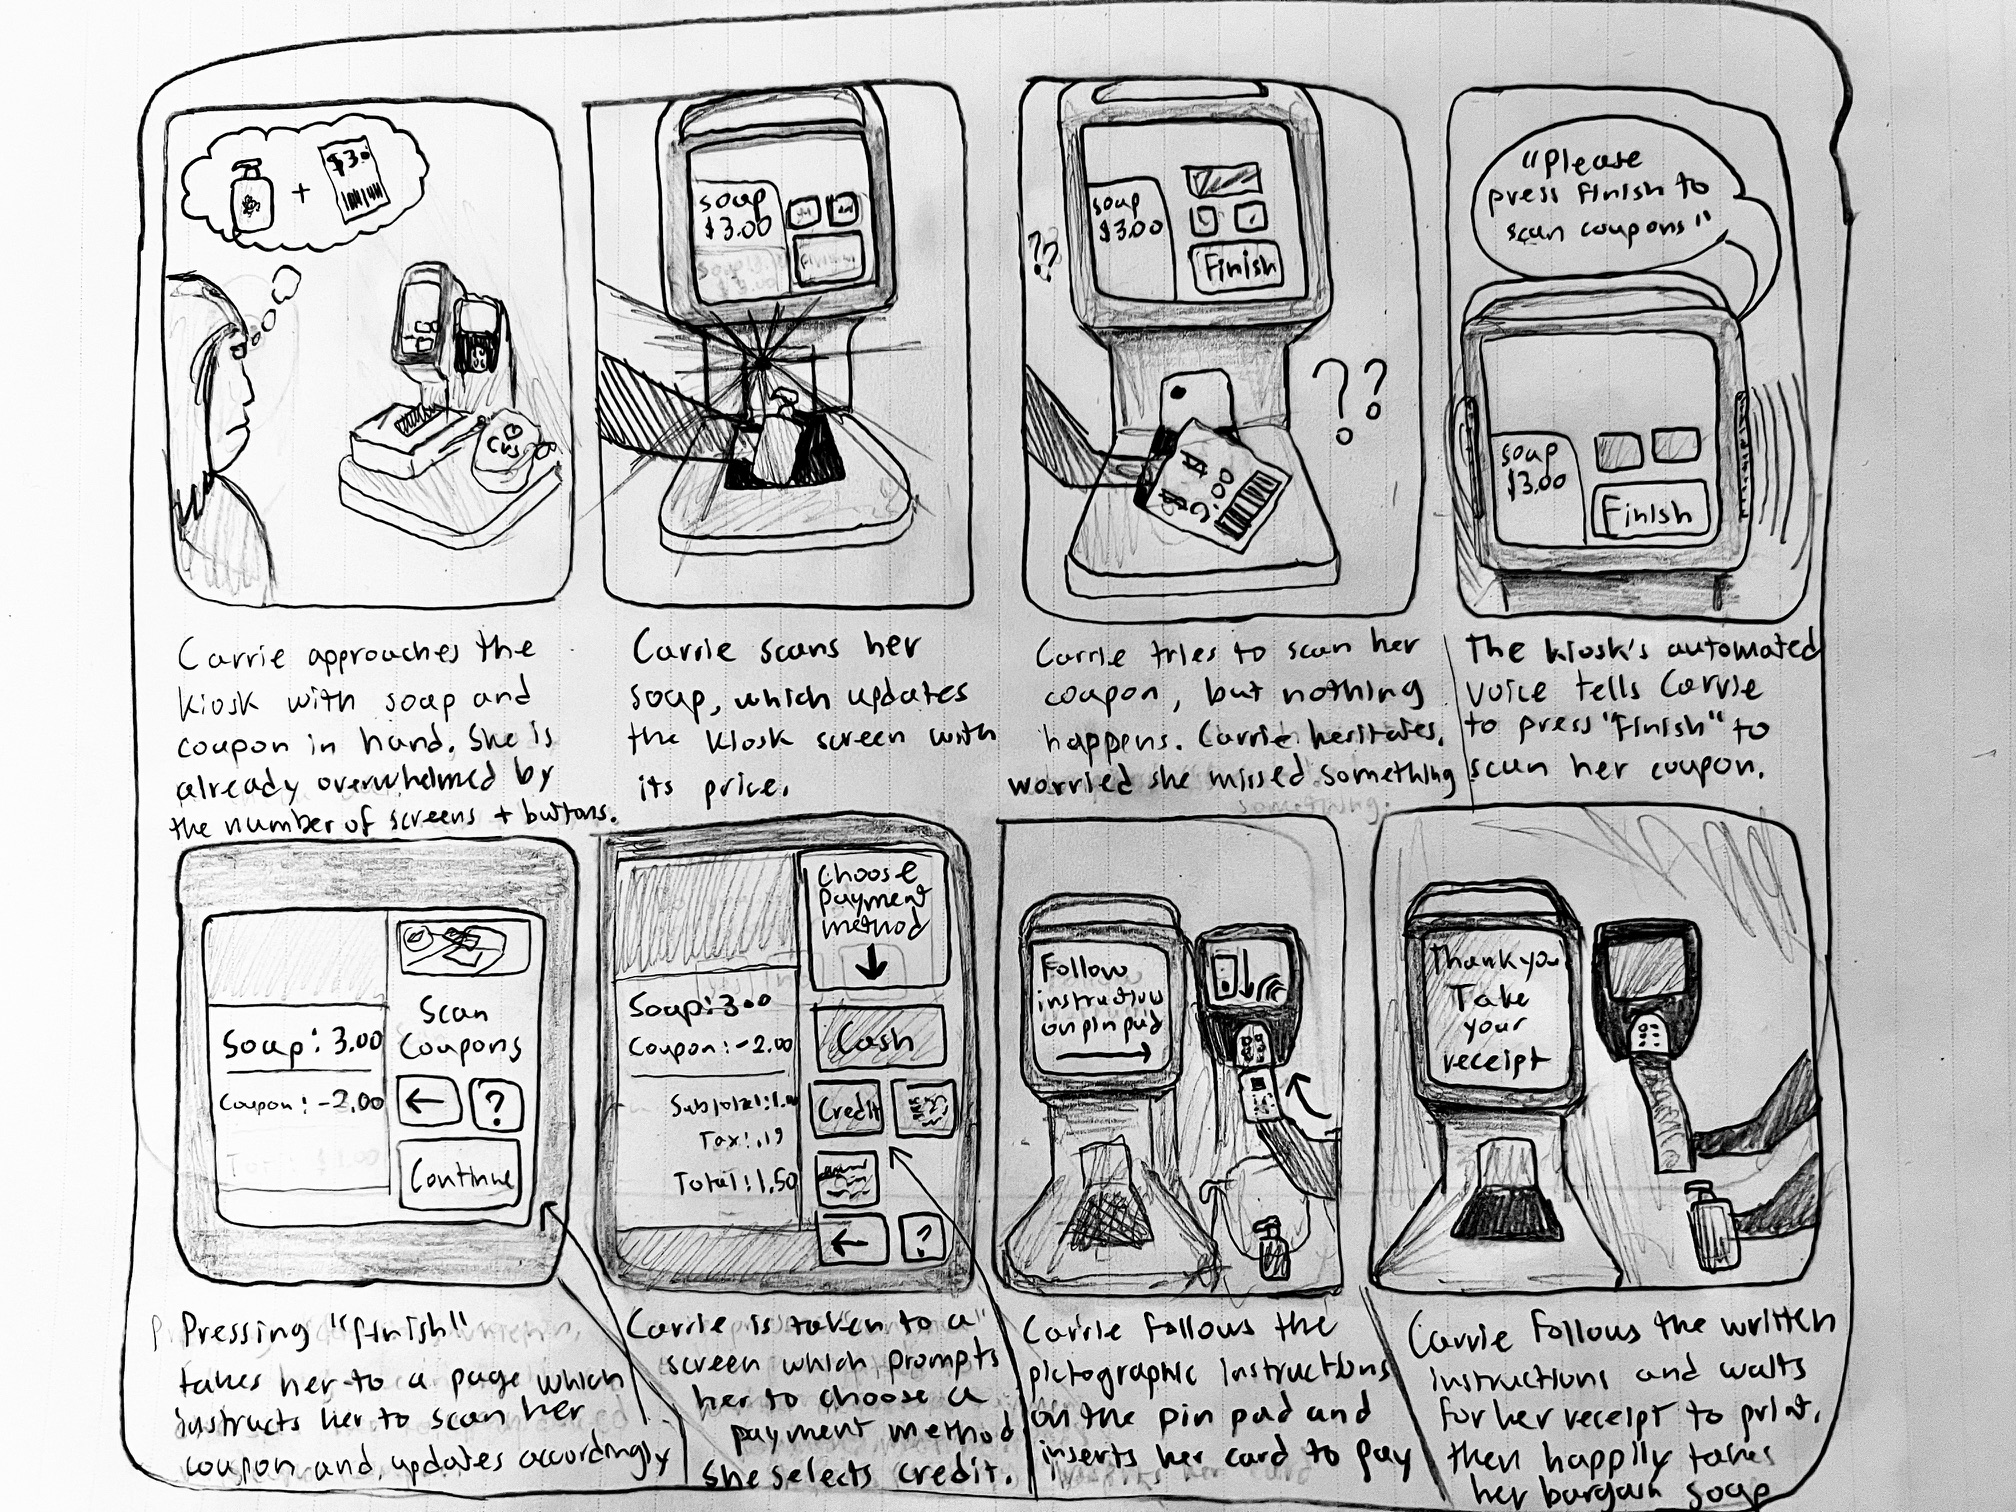 $3.0
CVS
soap
$3.00
Finish
??
soap
$3.00
Finish
??
$3.00
"Please
press Finish to
scan coupons"
soap
$3.00
Finish
Carrie approaches the
kiosk with soap and
coupon in hand. She is
already overwhelmed by
the number of screens + buttons.
Carrie scans her
soap, which updates
the kiosk screen with
its price.
Carrie tries to scan her
coupon, but nothing
happens. Carrie hesitates,
worried she missed something
something.
The kiosk's automated
voice tells Carrie
to press "Finish" to
scan her coupon.
Soap: 3.00
Coupon: -2.00
Scan
Coupons
←
?
Continue
Choose
payment
method
↓
Soap: 3.00
Coupon: -2.00
Subtotal:
Tax: .19
Total: 1.50
Cash
Credit
←
?
Follow
instruction
on pin pad
→
Thank you
Take
your
receipt
Pressing "finish"
takes her to a page which
instructs her to scan her
coupon and updates accordingly
Carrie is taken to a
screen which prompts
her to choose a
payment method
She selects credit.
Carrie follows the
pictographic instructions
on the pin pad and
inserts her card to pay
Carrie follows the written
instructions and waits
for her receipt to print,
then happily takes
her bargain soap